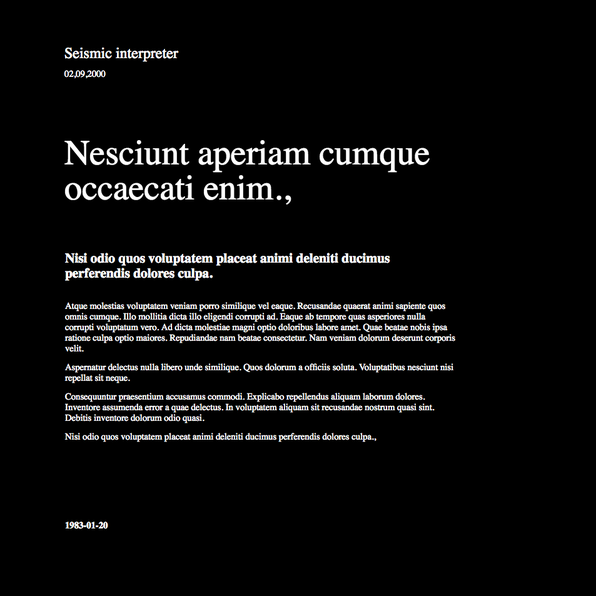 Seismic interpreter
02,09,2000
Nesciunt aperiam cumque
occaecati enim.,
Nisi odio quos voluptatem placeat animi deleniti ducimus
perferendis dolores culpa.
Atque molestias voluptatem veniam porro similique vel eaque. Recusandae quaerat animi sapiente quos
omnis cumque. Illo mollitia dicta illo eligendi corrupti ad. Eaque ab tempore quas asperiores nulla
corrupti voluptatum vero. Ad dicta molestiae magni optio doloribus labore amet. Quae beatae nobis ipsa
ratione culpa optio maiores. Repudiandae nam beatae consectetur. Nam veniam dolorum deserunt corporis
velit.
Aspernatur delectus nulla libero unde similique. Quos dolorum a officiis soluta. Voluptatibus nesciunt nisi
repellat sit neque.
Consequuntur praesentium accusamus commodi. Explicabo repellendus aliquam laborum dolores.
Inventore assumenda error a quae delectus. In voluptatem aliquam sit recusandae nostrum quasi sint.
Debitis inventore dolorum odio quasi.
Nisi odio quos voluptatem placeat animi deleniti ducimus perferendis dolores culpa.,
1983-01-20